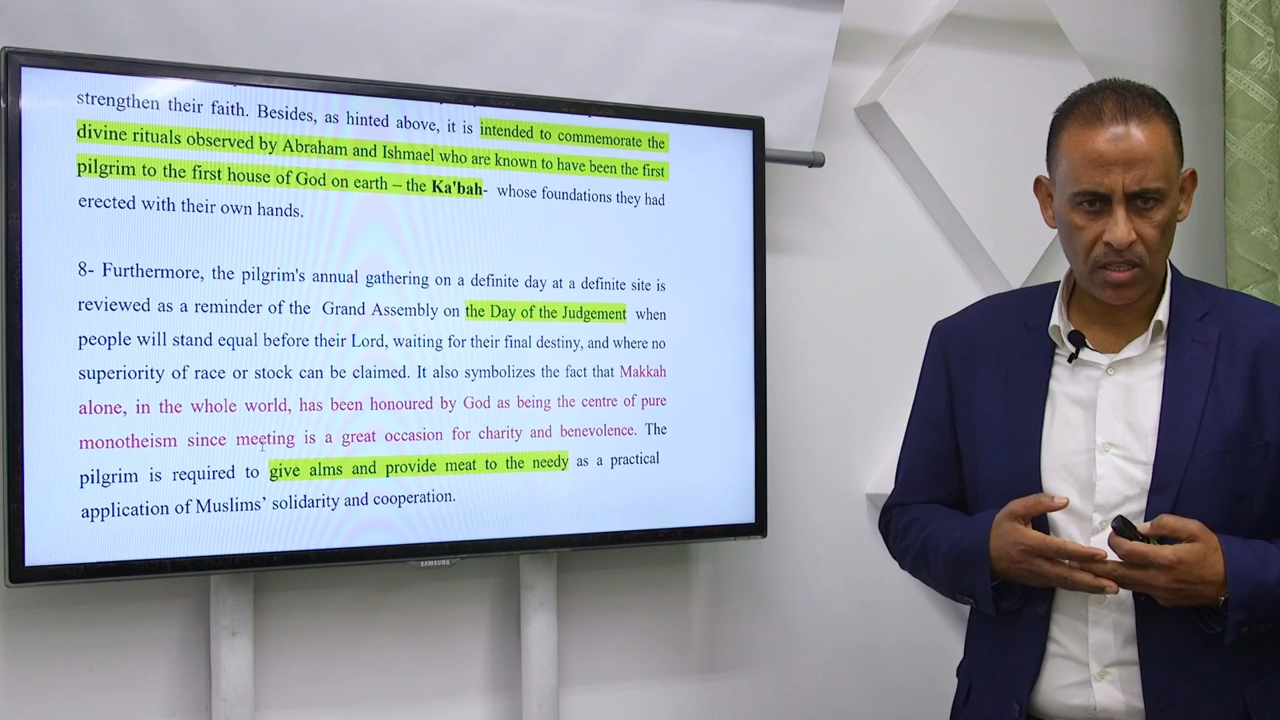 strengthen their faith. Besides, as hinted above, it is intended to commemorate the
divine rituals observed by Abraham and Ishmael who are known to have been the first
pilgrim to the first house of God on earth – the Ka'bah- whose foundations they had
erected with their own hands.
8- Furthermore, the pilgrim's annual gathering on a definite day at a definite site is
reviewed as a reminder of the Grand Assembly on the Day of the Judgement when
people will stand equal before their Lord, waiting for their final destiny, and where no
superiority of race or stock can be claimed. It also symbolizes the fact that Makkah
alone, in the whole world, has been honoured by God as being the centre of pure
monotheism since meeting is a great occasion for charity and benevolence. The
pilgrim is required to give alms and provide meat to the needy as a practical
application of Muslims’ solidarity and cooperation.
SAMSUNG